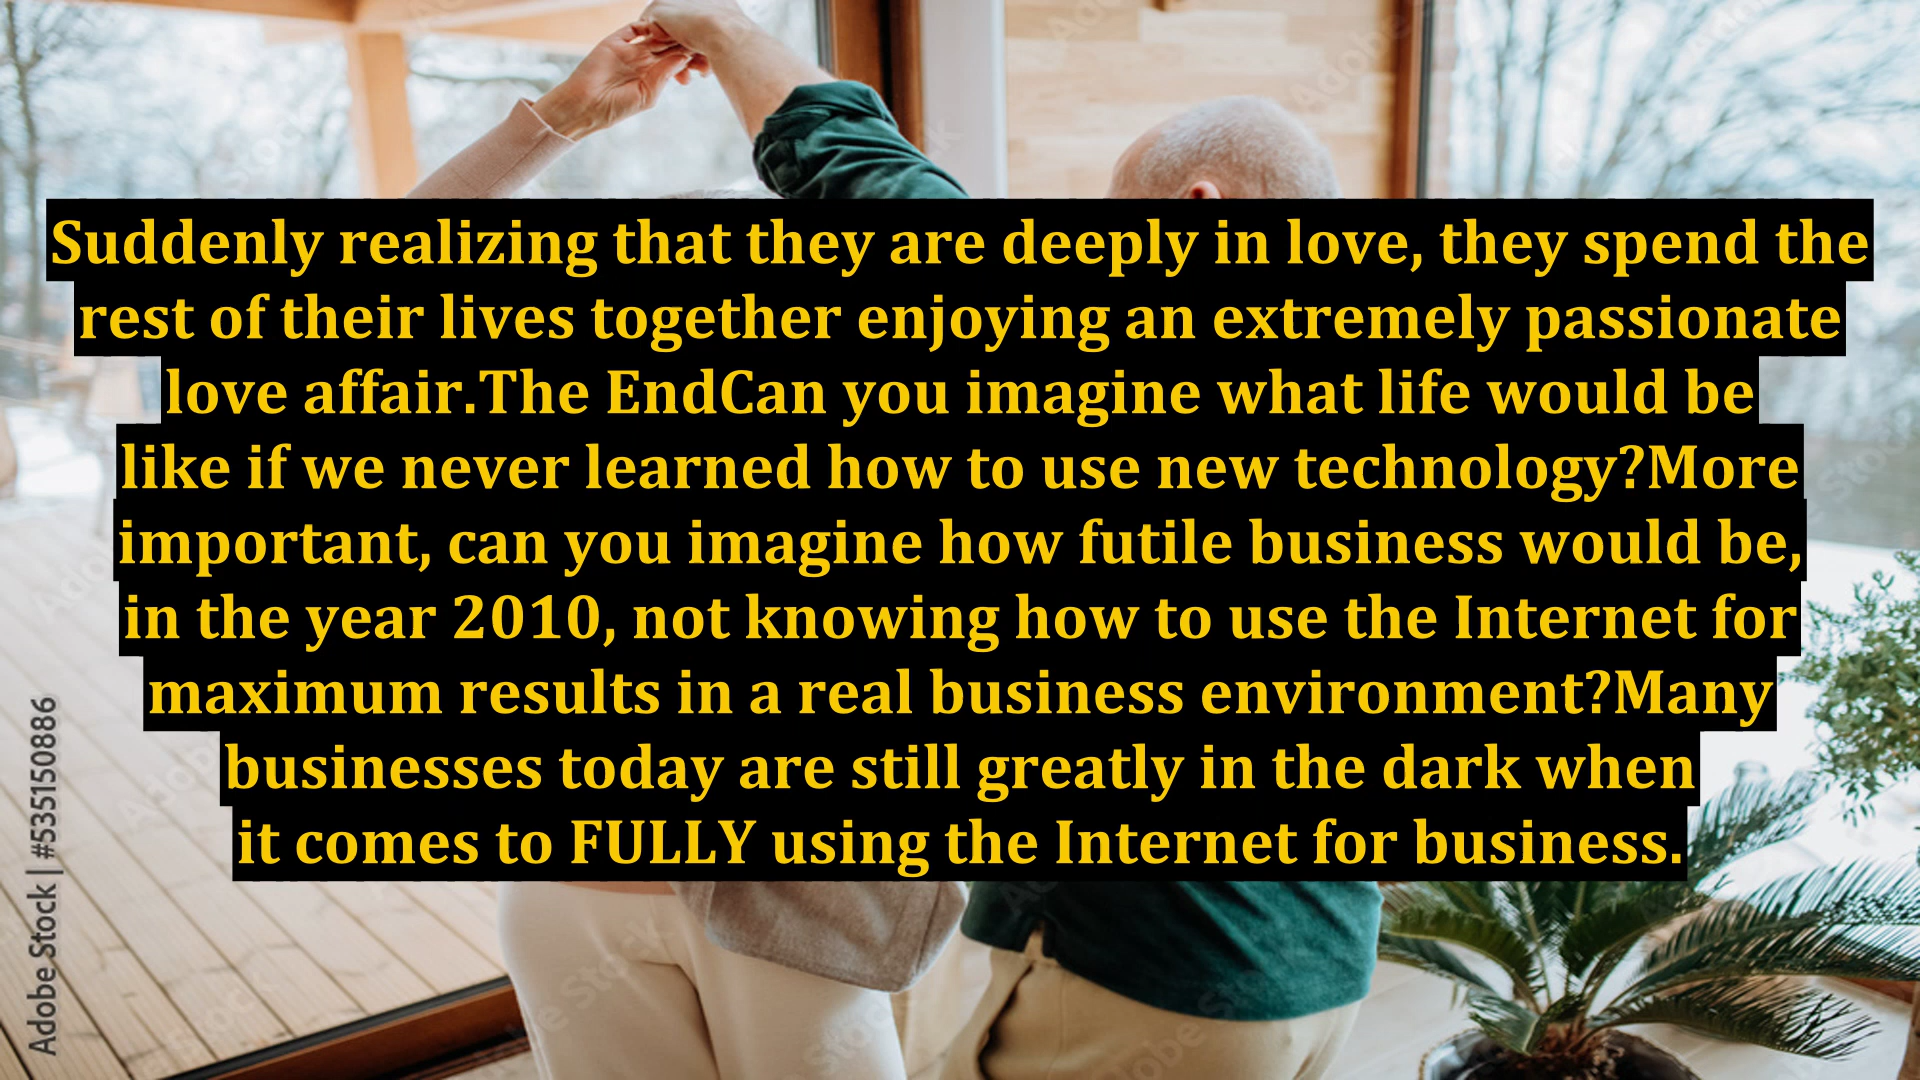 Suddenly realizing that they are deeply in love, they spend the
rest of their lives together enjoying an extremely passionate
love affair.The EndCan you imagine what life would be
like if we never learned how to use new technology?More
important, can you imagine how futile business would be,
in the year 2010, not knowing how to use the Internet for
maximum results in a real business environment?Many
businesses today are still greatly in the dark when
it comes to FULLY using the Internet for business.
Adobe Stock | #535150886